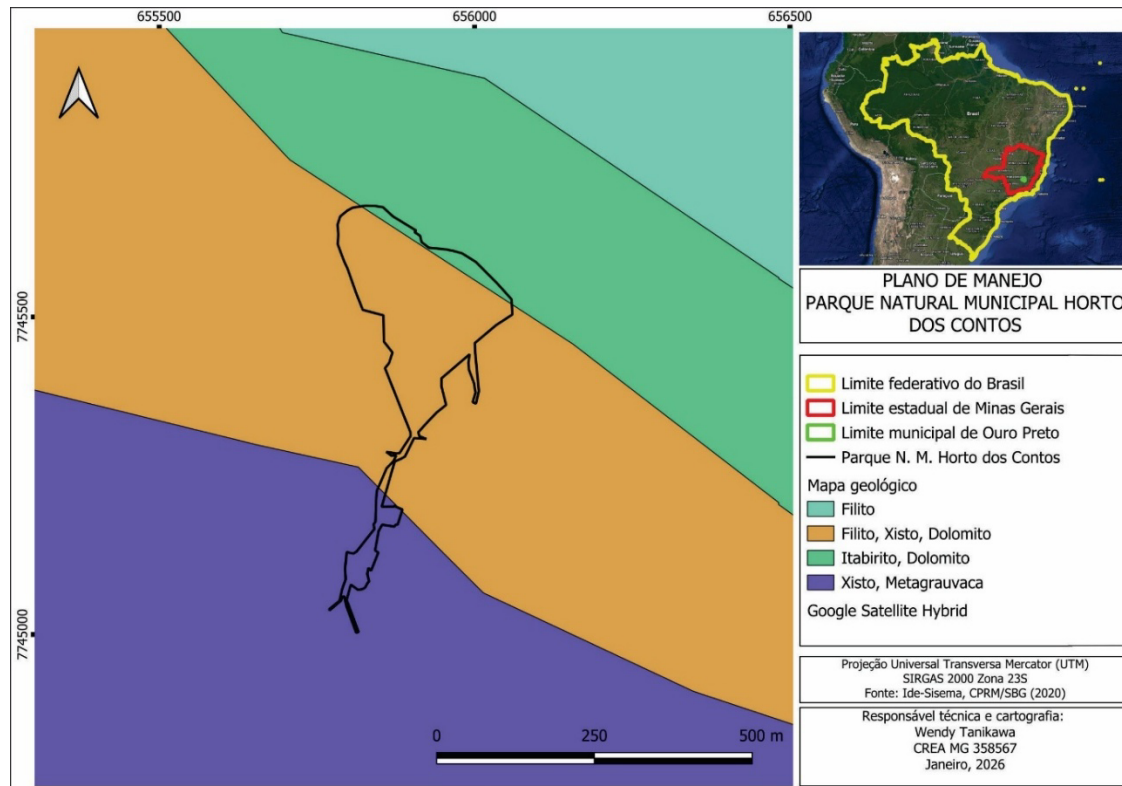 655500
656000
656500
7745500
7745000
0
250
500 m
Brasil
PLANO DE MANEJO
PARQUE NATURAL MUNICIPAL HORTO
DOS CONTOS
Limite federativo do Brasil
Limite estadual de Minas Gerais
Limite municipal de Ouro Preto
Parque N. M. Horto dos Contos
Mapa geológico
Filito
Filito, Xisto, Dolomito
Itabirito, Dolomito
Xisto, Metagrauvaca
Google Satellite Hybrid
Projeção Universal Transversa Mercator (UTM)
SIRGAS 2000 Zona 23S
Fonte: Ide-Sisema, CPRM/SBG (2020)
Responsável técnica e cartografia:
Wendy Tanikawa
CREA MG 358567
Janeiro, 2026